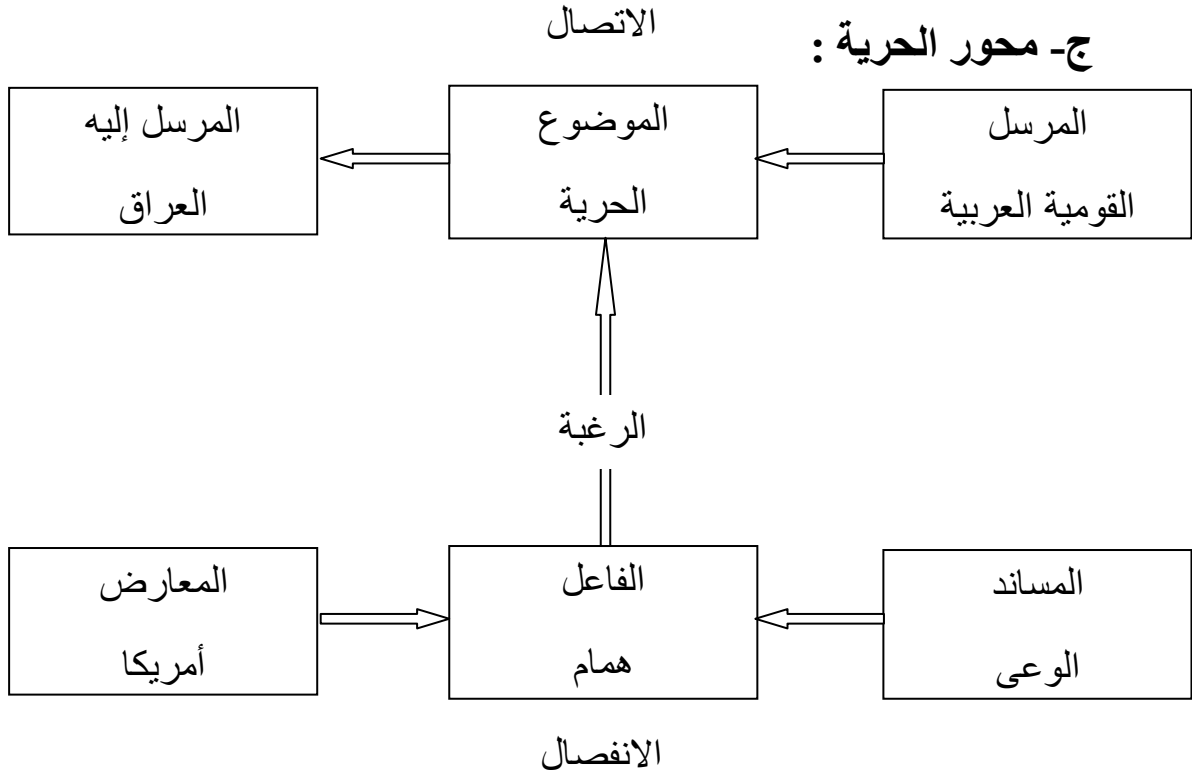 الاتصال
ج- محور الحرية :
المرسل
القومية العربية
الموضوع
الحرية
المرسل إليه
العراق
الرغبة
المساند
الوعى
الفاعل
همام
المعارض
أمريكا
الانفصال